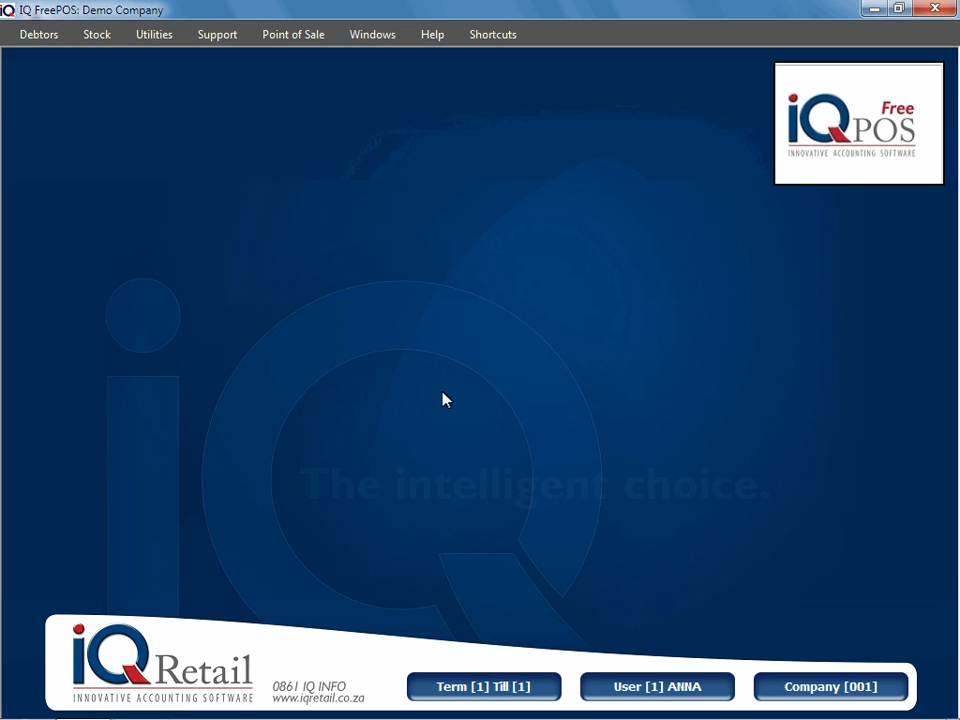 iQ IQ FreePOS: Demo Company
Debtors Stock Utilities Support Point of Sale Windows Help Shortcuts
Free
iQ POS
INNOVATIVE ACCOUNTING SOFTWARE
iQ
The intelligent choice.
iQ Retail
INNOVATIVE ACCOUNTING SOFTWARE
0861 IQ INFO
www.iqretail.co.za
Term [1] Till [1] User [1] ANNA Company [001]